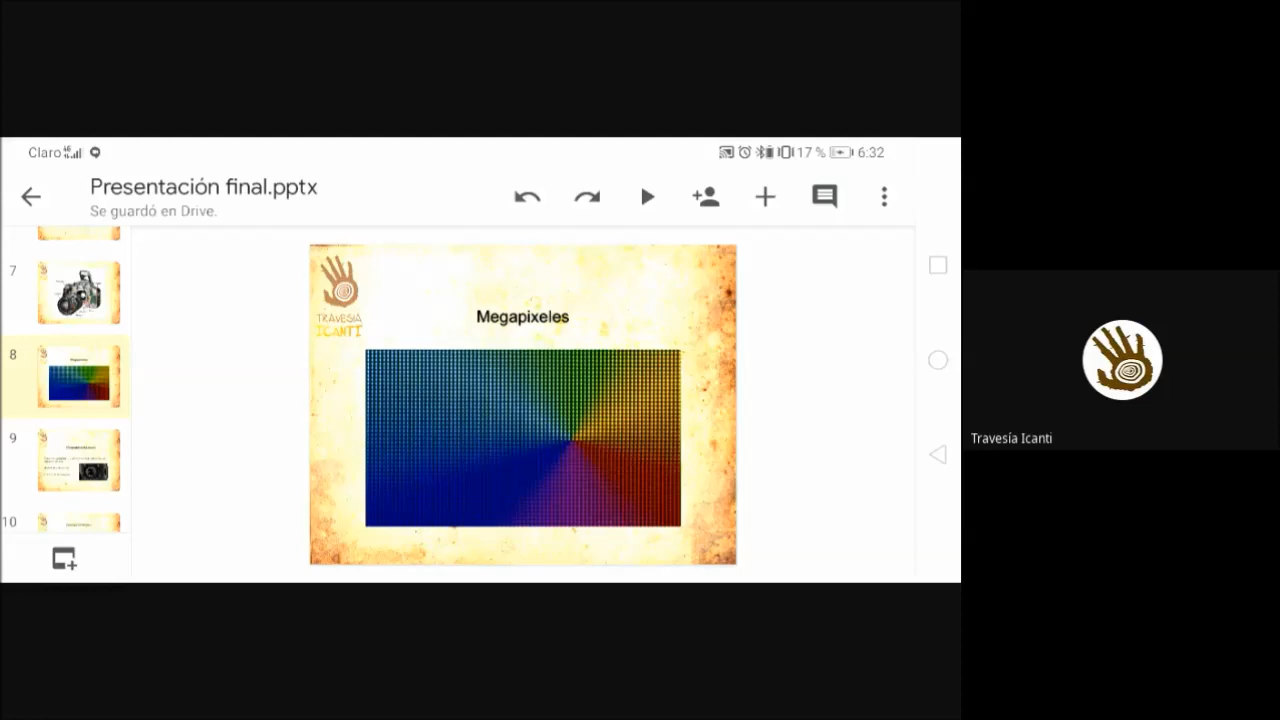 Claro
17 %
6:32
Presentación final.pptx
Se guardó en Drive.
7
8
9
10
TRAVESIA
ICANTI
Megapixeles
Travesía Icanti